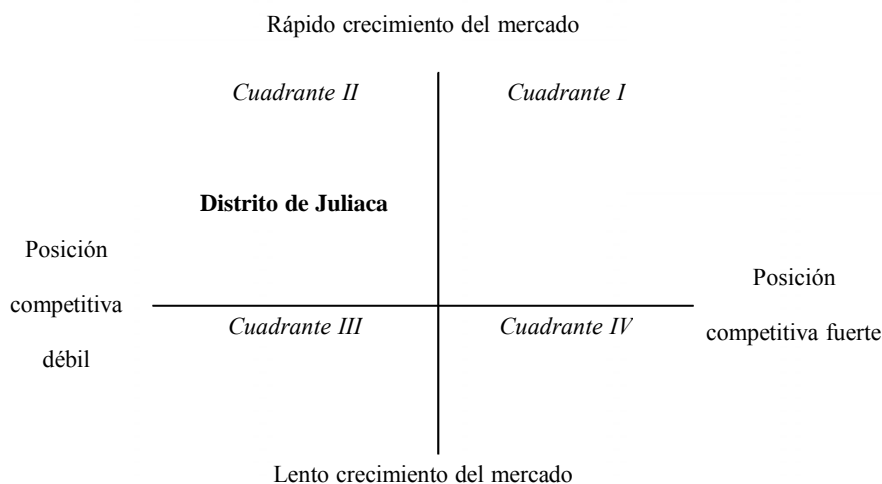 Rápido crecimiento del mercado
Cuadrante II
Cuadrante I
Distrito de Juliaca
Posición
competitiva
débil
Posición
competitiva fuerte
Cuadrante III
Cuadrante IV
Lento crecimiento del mercado